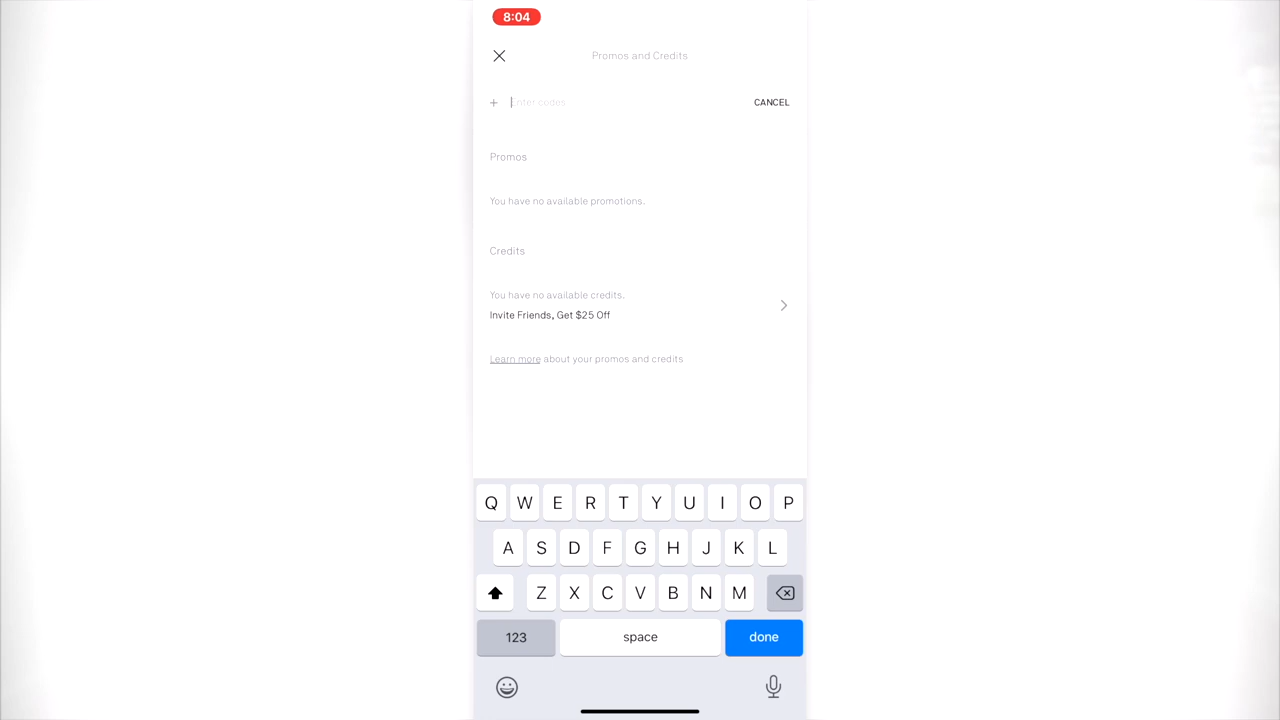 8:04
Promos and Credits
+ Enter codes CANCEL
Promos
You have no available promotions.
Credits
You have no available credits.
Invite Friends, Get $25 Off
Learn more about your promos and credits
Q W E R T Y U I O P
A S D F G H J K L
Z X C V B N M
123 space done